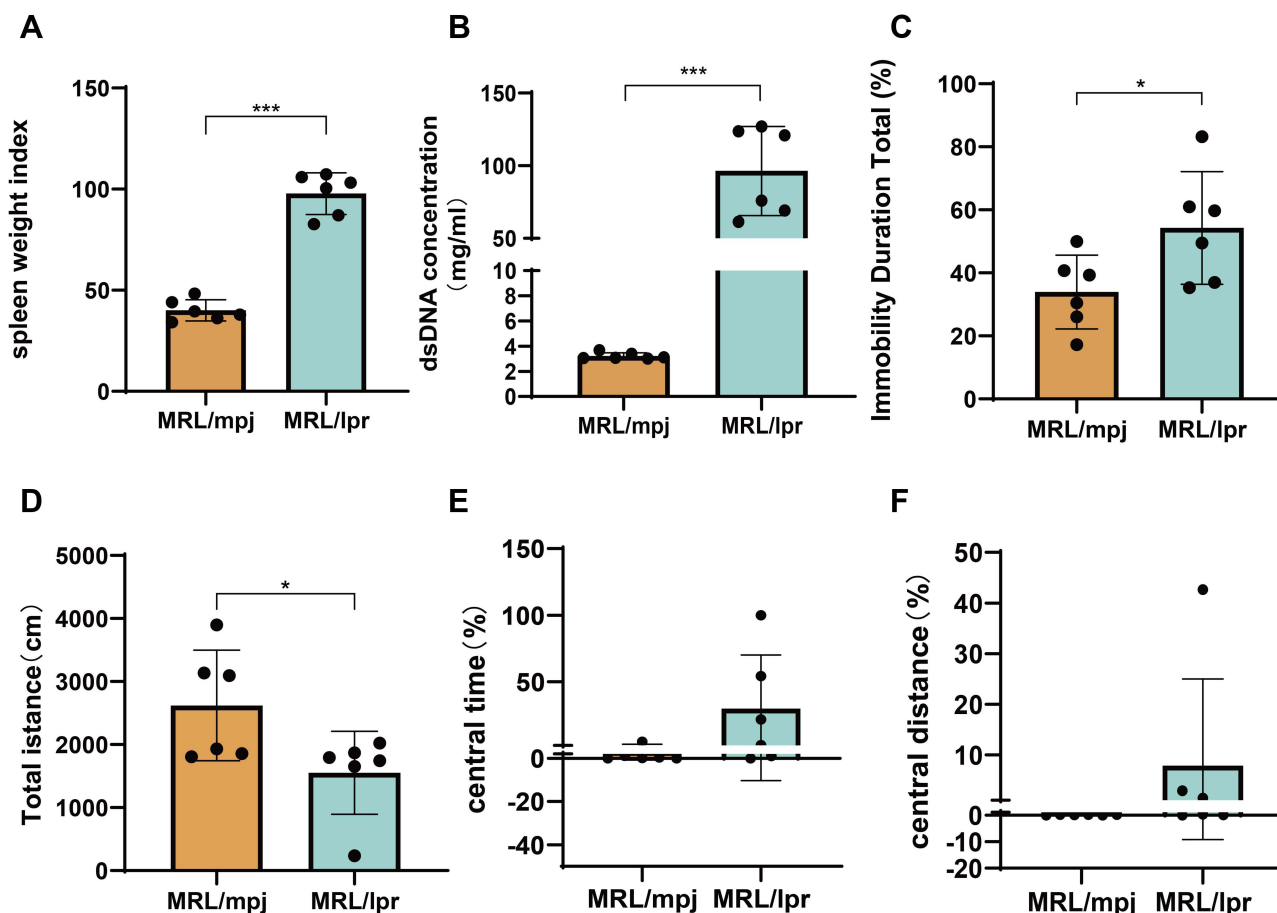 A
B
C
spleen weight index
150
100
50
0
***
MRL/mpj
MRL/lpr
dsDNA concentration
(mg/ml)
150
100
50
10
8
6
4
2
0
***
MRL/mpj
MRL/lpr
Immobility Duration Total (%)
100
80
60
40
20
0
*
MRL/mpj
MRL/lpr
D
E
F
Total istance(cm)
5000
4000
3000
2000
1000
0
*
MRL/mpj
MRL/lpr
central time(%)
150
100
50
0
-20
-40
MRL/mpj
MRL/lpr
central distance(%)
50
40
30
20
10
0
-10
-20
MRL/mpj
MRL/lpr